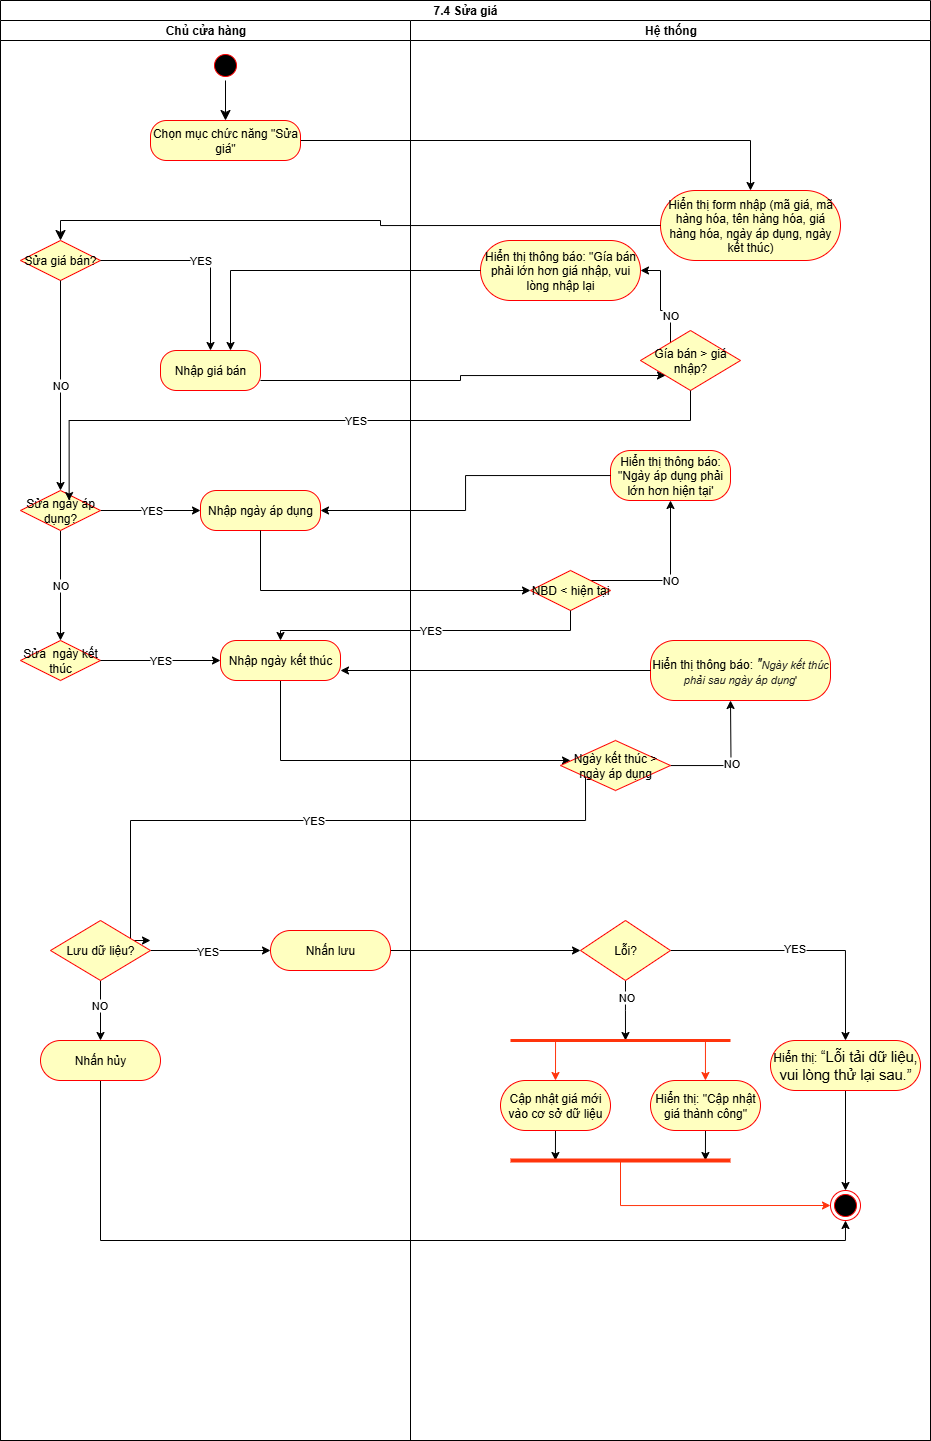 7.4 Sửa giá
Chủ cửa hàng
Hệ thống
Chọn mục chức năng "Sửa
giá"
Hiển thị form nhập (mã giá, mã
hàng hóa, tên hàng hóa, giá
hàng hóa, ngày áp dụng, ngày
kết thúc)
Sửa giá bán?
YES
Hiển thị thông báo: "Gía bán
phải lớn hơn giá nhập, vui
lòng nhập lại
NO
Gía bán > giá
nhập?
Nhập giá bán
NO
YES
Hiển thị thông báo:
"Ngày áp dụng phải
lớn hơn hiện tại'
Sửa ngày áp
dụng?
YES
Nhập ngày áp dụng
NO
NBD < hiện tại
NO
YES
Sửa  ngày kết
thúc
YES
Nhập ngày kết thúc
Hiển thị thông báo: "Ngày kết thúc
phải sau ngày áp dụng'
Ngày kết thúc >
ngày áp dụng
NO
YES
Lưu dữ liệu?
YES
Nhấn lưu
Lỗi?
YES
NO
NO
Nhấn hủy
Hiển thị: “Lỗi tải dữ liệu,
vui lòng thử lại sau.”
Cập nhật giá mới
vào cơ sở dữ liệu
Hiển thị: "Cập nhật
giá thành công"